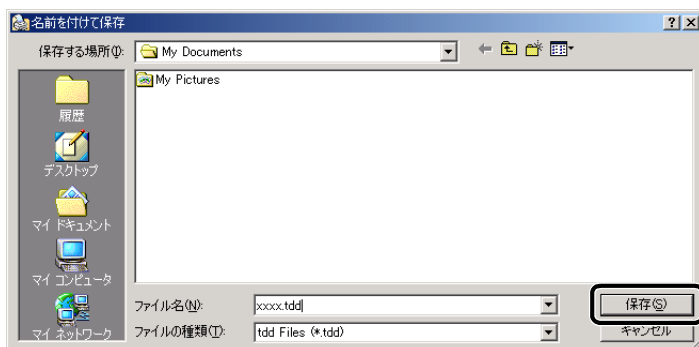 名前を付けて保存
保存する場所(I):
My Documents
My Pictures
履歴
デスクトップ
マイ ドキュメント
マイ コンピュータ
マイ ネットワーク
ファイル名(N):
xxxx.tdd
保存(S)
ファイルの種類(T):
tdd Files (*.tdd)
キャンセル